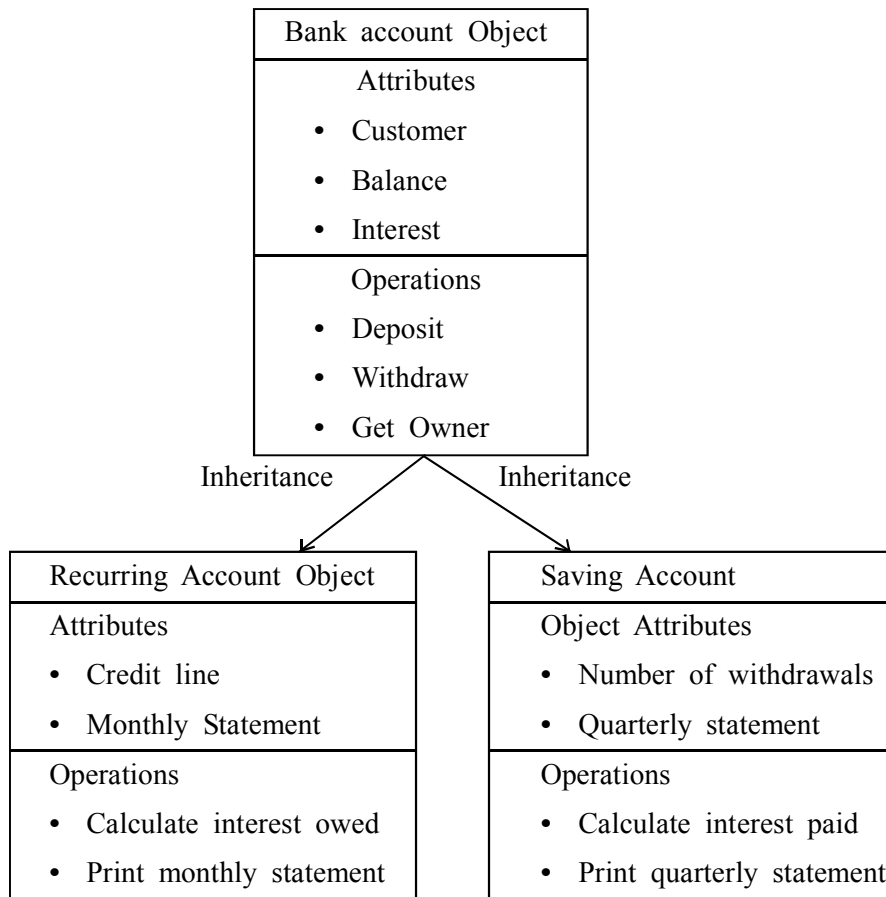 Bank account Object
Attributes
• Customer
• Balance
• Interest
Operations
• Deposit
• Withdraw
• Get Owner
Inheritance
Inheritance
Recurring Account Object
Attributes
• Credit line
• Monthly Statement
Operations
• Calculate interest owed
• Print monthly statement
Saving Account
Object Attributes
• Number of withdrawals
• Quarterly statement
Operations
• Calculate interest paid
• Print quarterly statement